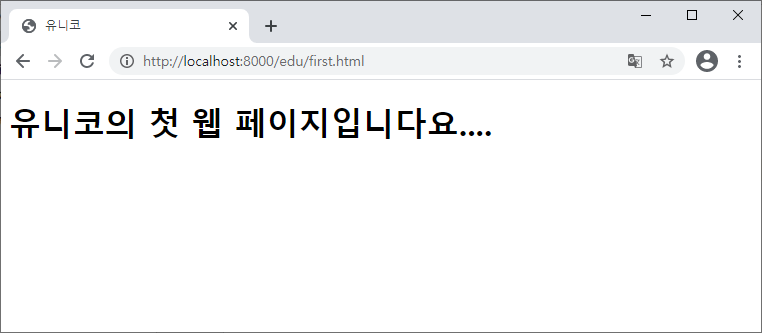 유니코
http://localhost:8000/edu/first.html
유니코의 첫 웹 페이지입니다요....